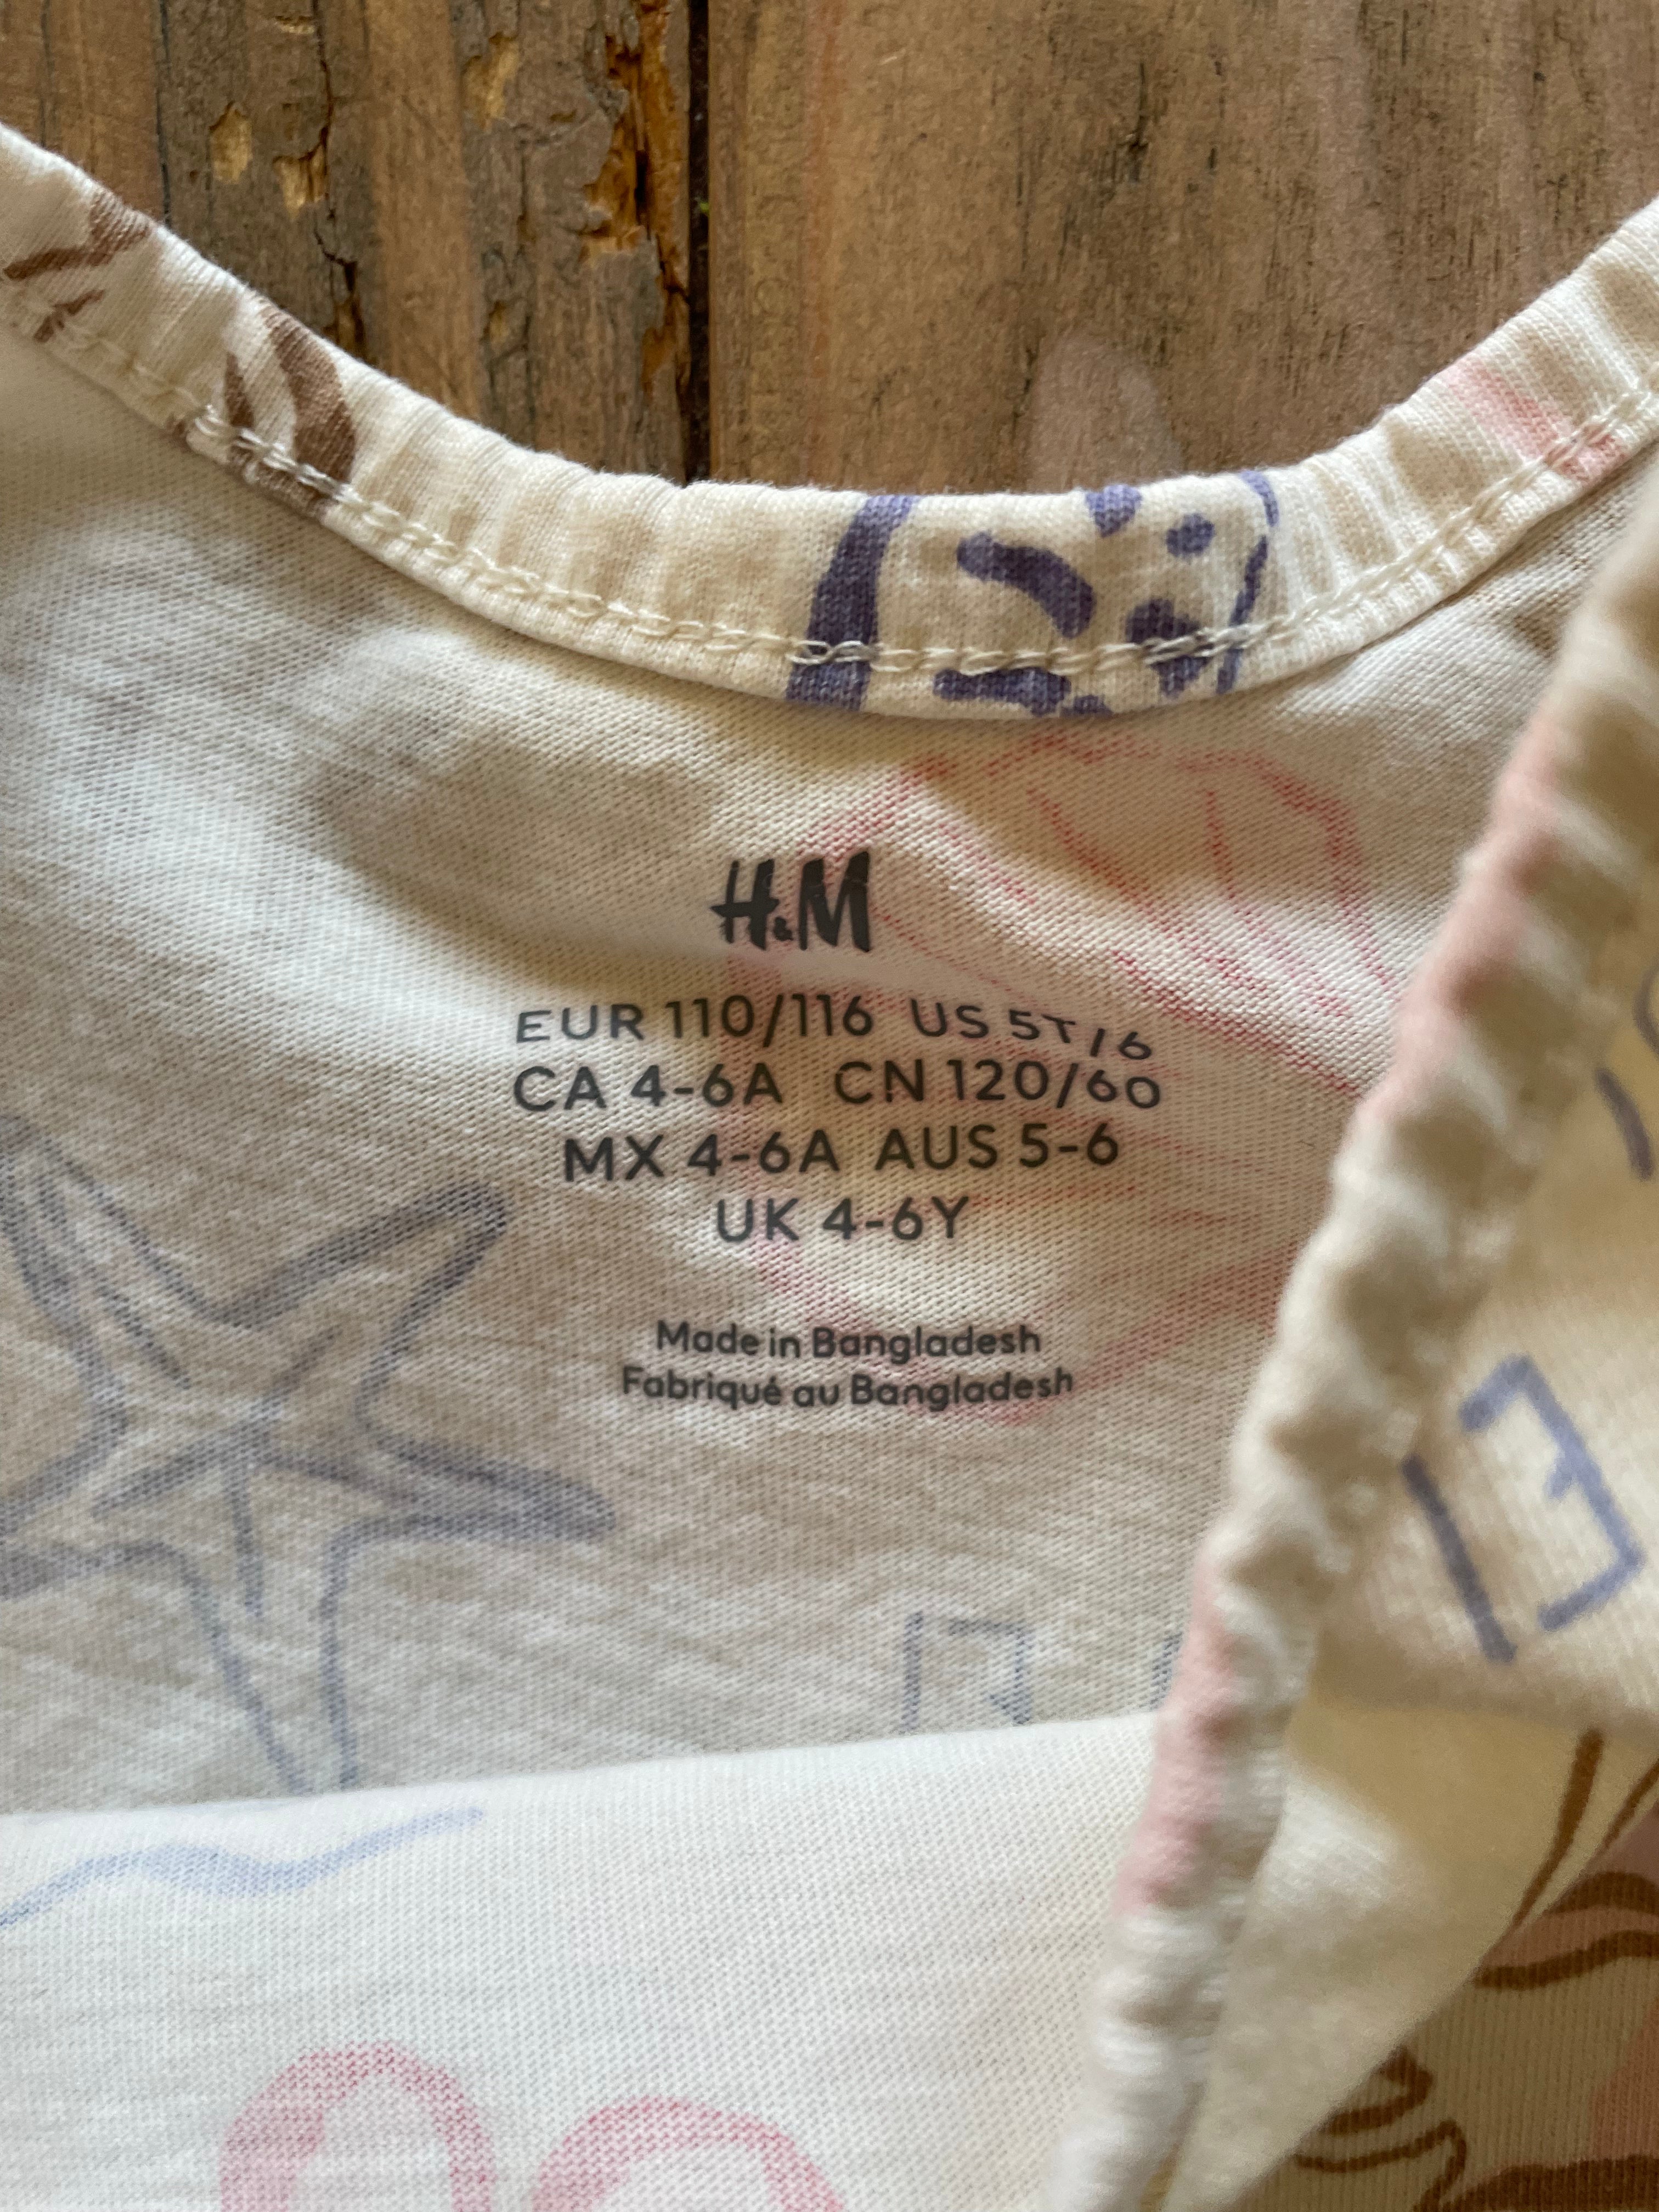 H&M
EUR 110/116 US 5T/6
CA 4-6A CN 120/60
MX 4-6A AUS 5-6
UK 4-6Y
Made in Bangladesh
Fabriqué au Bangladesh